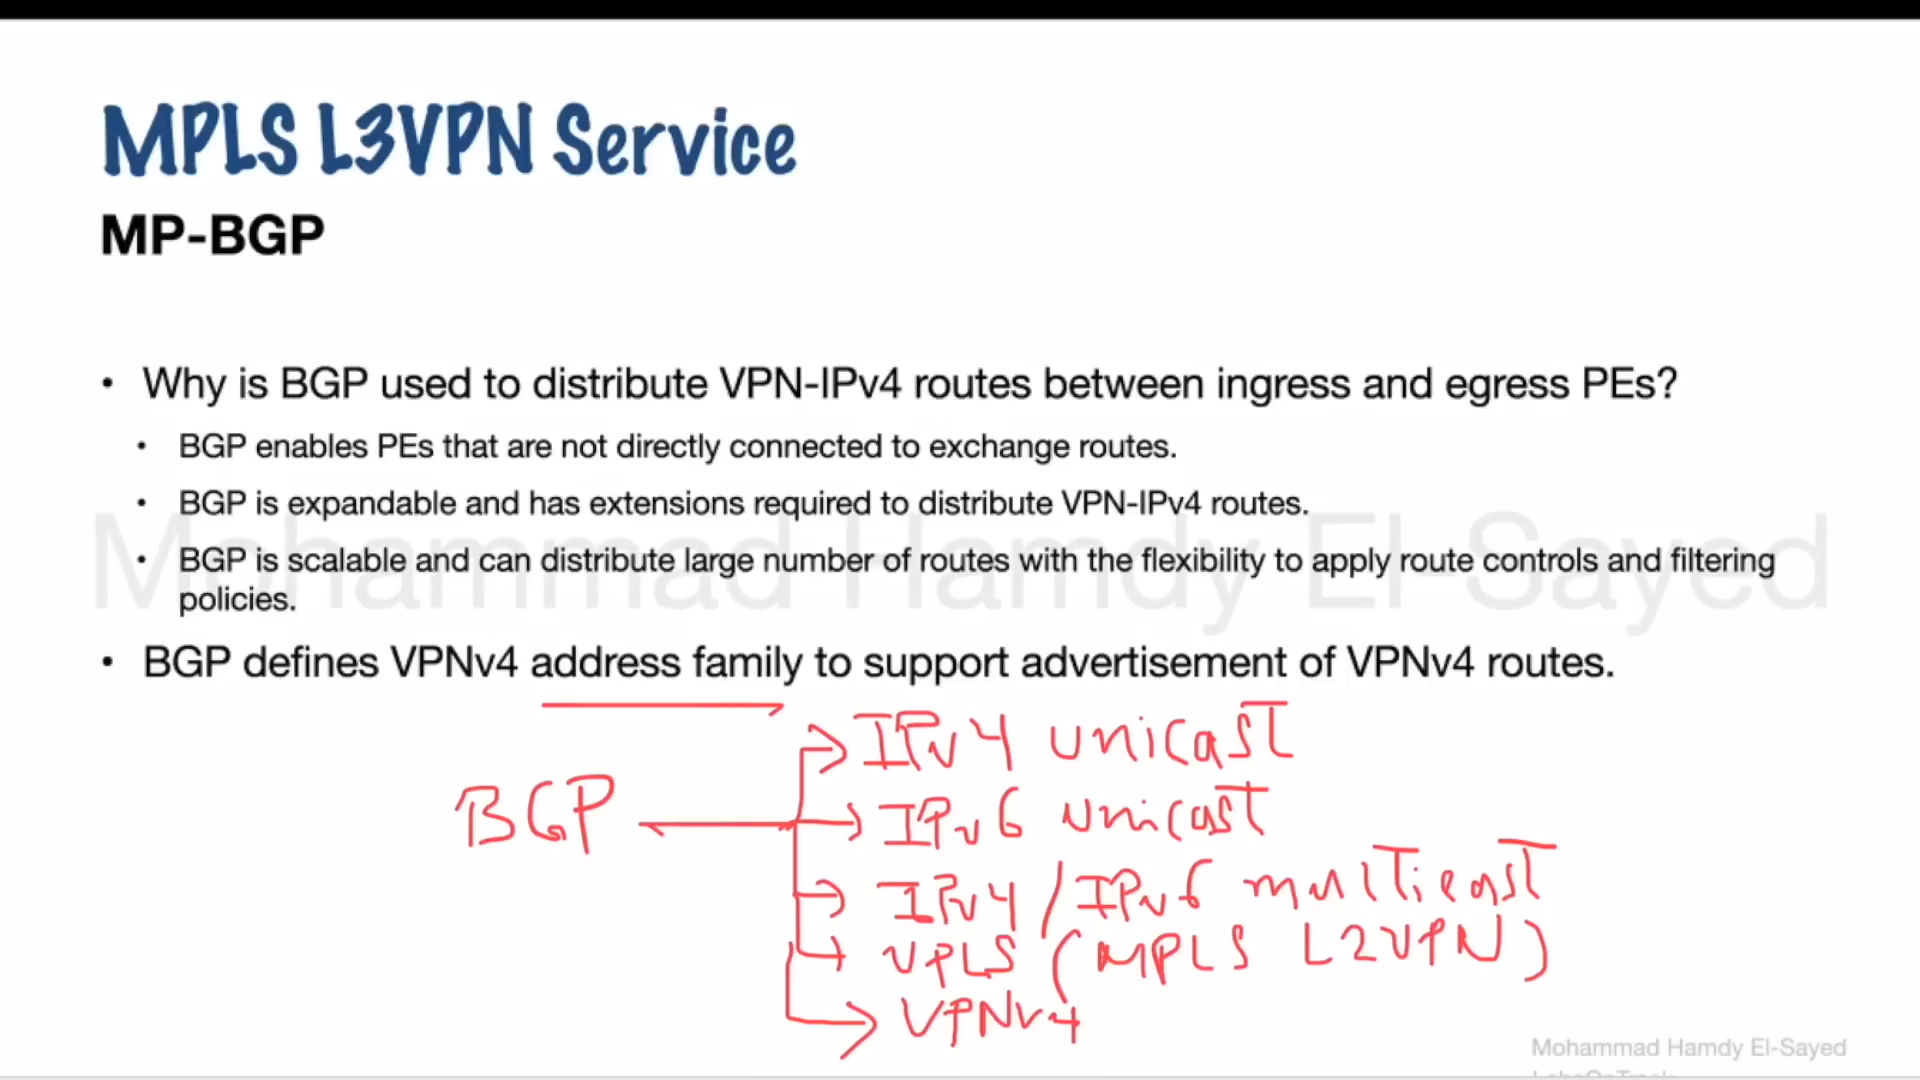 MPLS L3VPN Service
MP-BGP
• Why is BGP used to distribute VPN-IPv4 routes between ingress and egress PEs?
• BGP enables PEs that are not directly connected to exchange routes.
• BGP is expandable and has extensions required to distribute VPN-IPv4 routes.
• BGP is scalable and can distribute large number of routes with the flexibility to apply route controls and filtering
policies.
Mohammad Hamdy El-Sayed
• BGP defines VPNv4 address family to support advertisement of VPNv4 routes.
IPv4 unicast
BGP
IPv6 unicast
IPv4/IPv6 multicast
VPLS (MPLS L2VPN)
VPNv4
Mohammad Hamdy El-Sayed